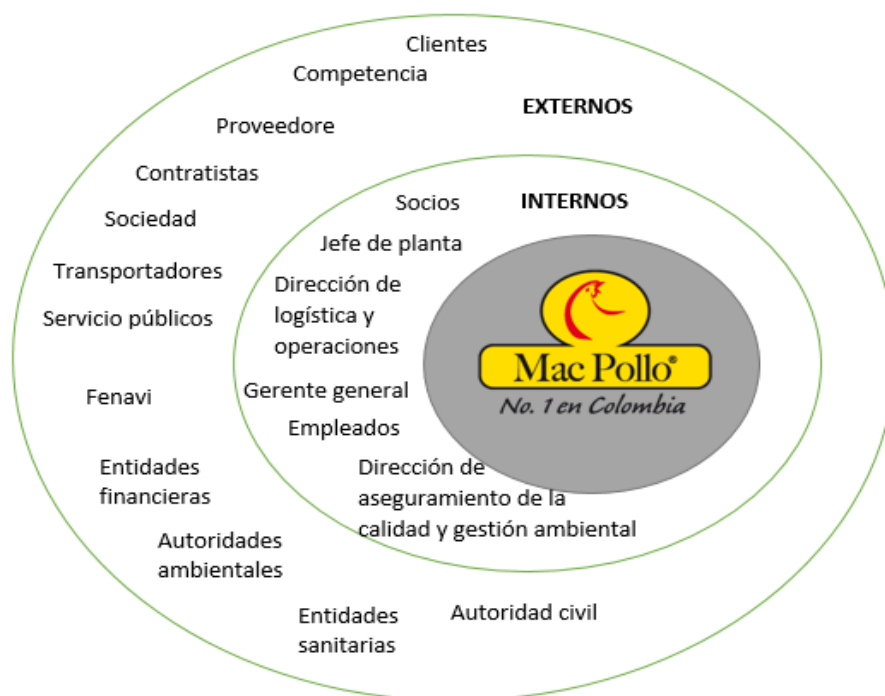 Clientes
Competencia
EXTERNOS
Proveedore
Contratistas
Sociedad
Transportadores
Servicio públicos
Fenavi
Entidades
financieras
Autoridades
ambientales
Entidades
sanitarias
Autoridad civil
Socios
INTERNOS
Jefe de planta
Dirección de
logística y
operaciones
Gerente general
Empleados
Dirección de
aseguramiento de la
calidad y gestión ambiental
Mac Pollo®
No. 1 en Colombia